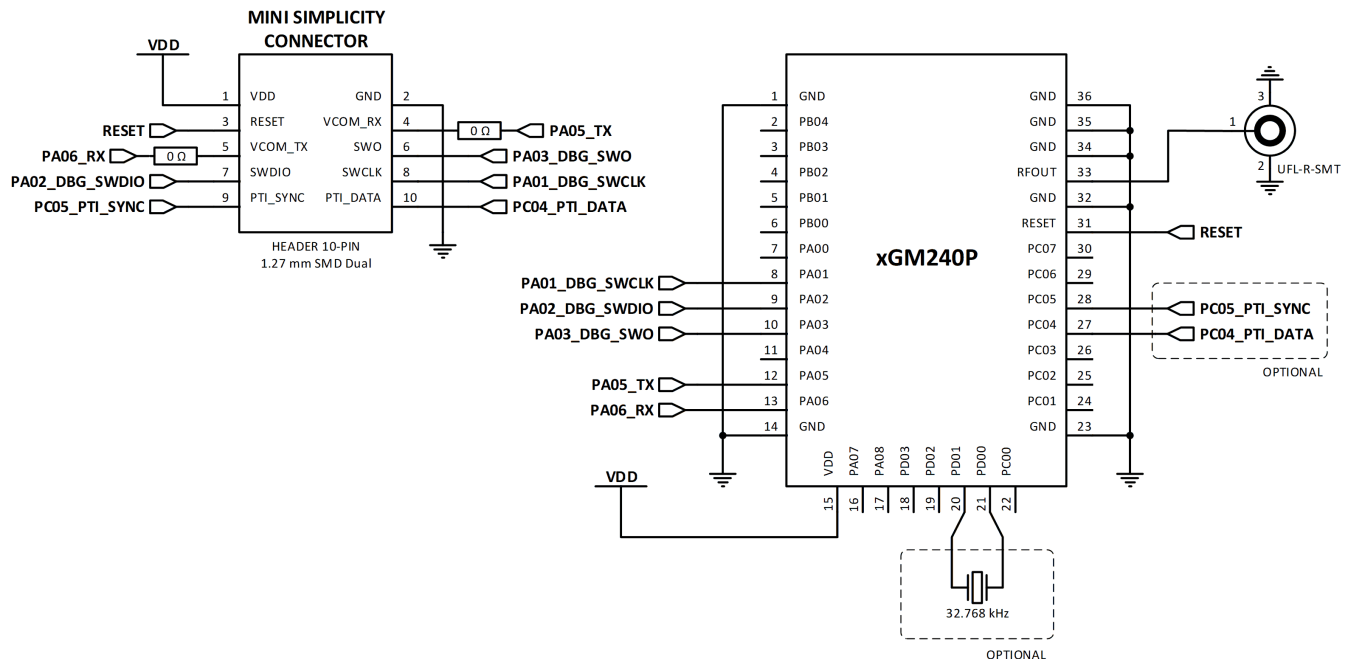 MINI SIMPLICITY
CONNECTOR
VDD
1 VDD GND 2
RESET 3 RESET VCOM_RX 4 0 Ω PA05_TX
PA06_RX 0 Ω 5 VCOM_TX SWO 6 PA03_DBG_SWO
PA02_DBG_SWDIO 7 SWDIO SWCLK 8 PA01_DBG_SWCLK
PC05_PTI_SYNC 9 PTI_SYNC PTI_DATA 10 PC04_PTI_DATA
HEADER 10-PIN
1.27 mm SMD Dual
xGM240P
1 GND GND 36
2 PB04 GND 35
3 PB03 GND 34
4 PB02 RFOUT 33
5 PB01 GND 32
6 PB00 RESET 31 RESET
7 PA00 PC07 30
PA01_DBG_SWCLK 8 PA01 PC06 29
PA02_DBG_SWDIO 9 PA02 PC05 28 PC05_PTI_SYNC
PA03_DBG_SWO 10 PA03 PC04 27 PC04_PTI_DATA
11 PA04 PC03 26
OPTIONAL
PA05_TX 12 PA05 PC02 25
PA06_RX 13 PA06 PC01 24
14 GND GND 23
VDD PA07 PA08 PD03 PD02 PD01 PD00 PC00
15 16 17 18 19 20 21 22
VDD
32.768 kHz
OPTIONAL
3
1
2
UFL-R-SMT